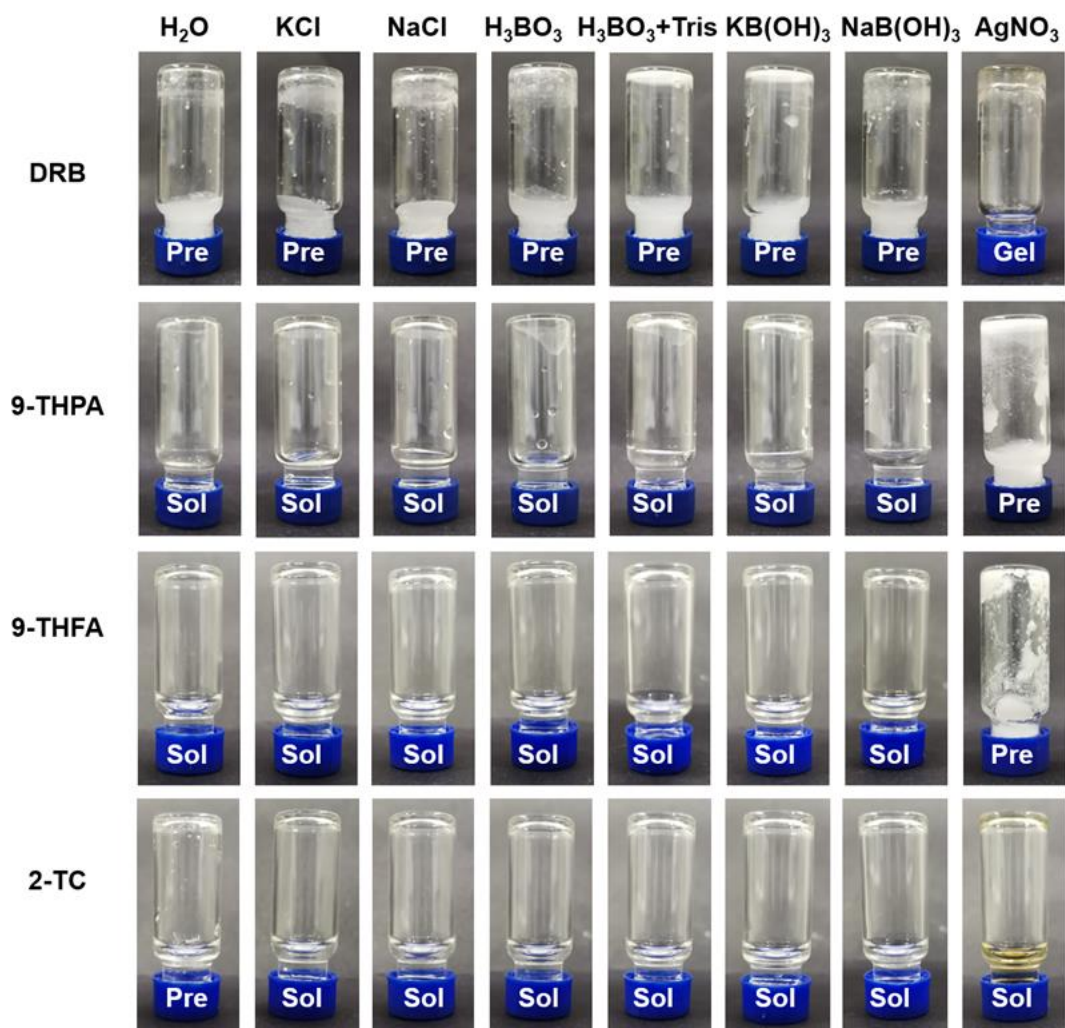 H₂O KCl NaCl H₃BO₃ H₃BO₃+Tris KB(OH)₃ NaB(OH)₃ AgNO₃
DRB
Pre Pre Pre Pre Pre Pre Pre Gel
9-THPA
Sol Sol Sol Sol Sol Sol Sol Pre
9-THFA
Sol Sol Sol Sol Sol Sol Sol Pre
2-TC
Pre Sol Sol Sol Sol Sol Sol Sol